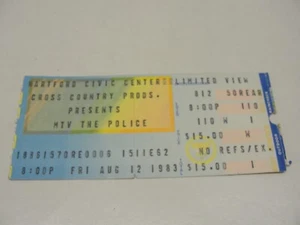 HARTFORD CIVIC CENTER LIMITED VIEW
CROSS COUNTRY PRODS.
PRESENTS
MTV THE POLICE
8:00PM FRI AUG 12 1983
812
8:00P 110
110 W 1
$15.00 W
NO REFS/EX.
$15.00 1